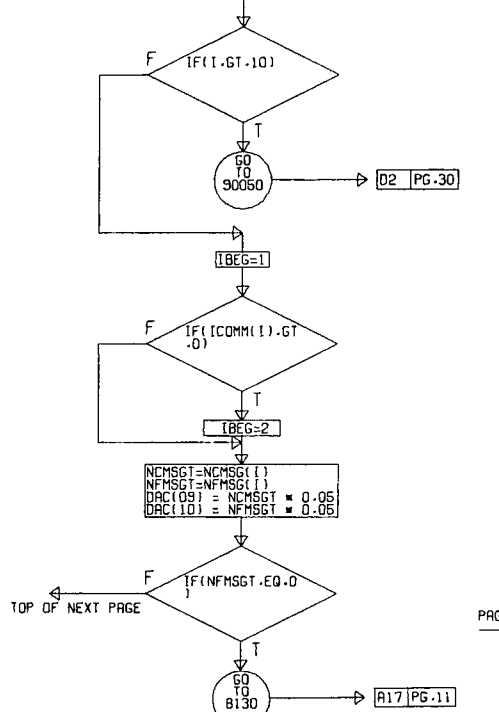 F
IF(I.GT.10)
T
GO
TO
90050
D2 PG.30
IBEG=1
F
IF(ICOMM(I).GT
.0)
T
IBEG=2
NCMSGT=NCMSG(I)
NFMSGT=NFMSG(I)
DAC(09) = NCMSGT * 0.05
DAC(10) = NFMSGT * 0.05
F
IF(NFMSGT.EQ.0
)
TOP OF NEXT PAGE
PAG
T
GO
TO
8130
A17 PG.11